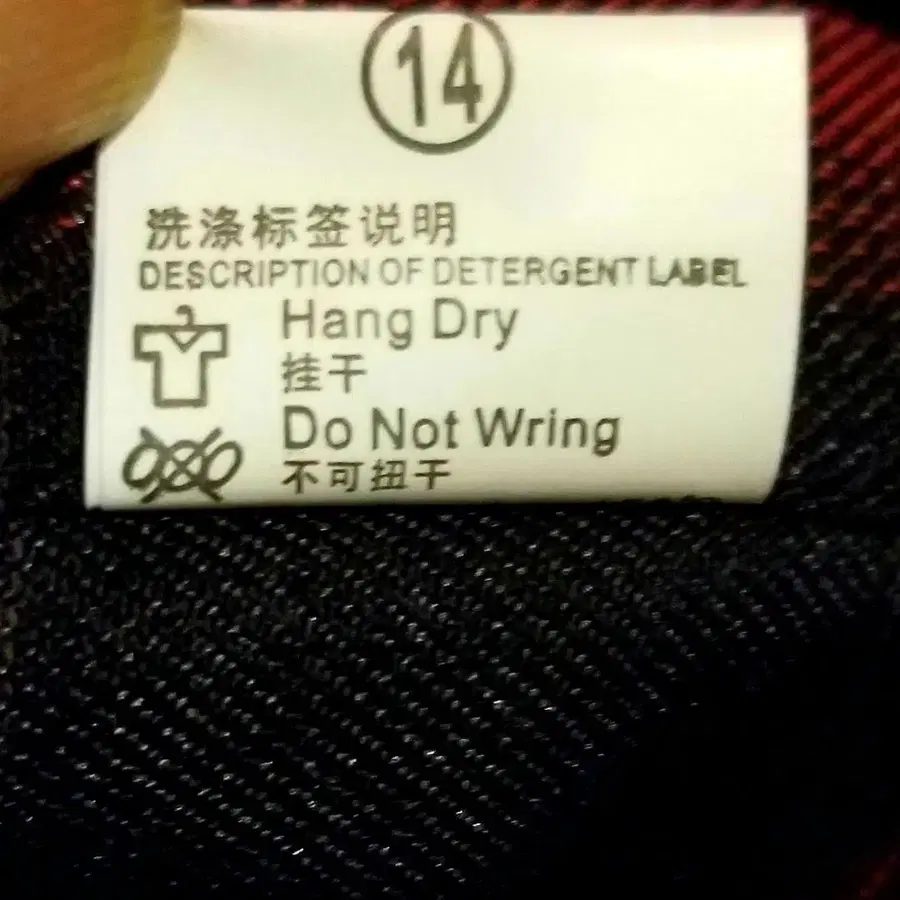 14
洗涤标签说明
DESCRIPTION OF DETERGENT LABEL
Hang Dry
挂干
Do Not Wring
不可扭干